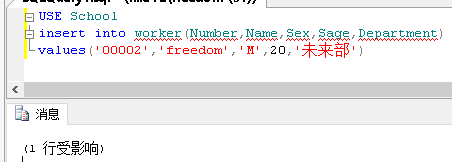 USE School
insert into worker(Number,Name,Sex,Sage,Department)
values('00002','freedom','M',20,'未来部')
消息
(1 行受影响)